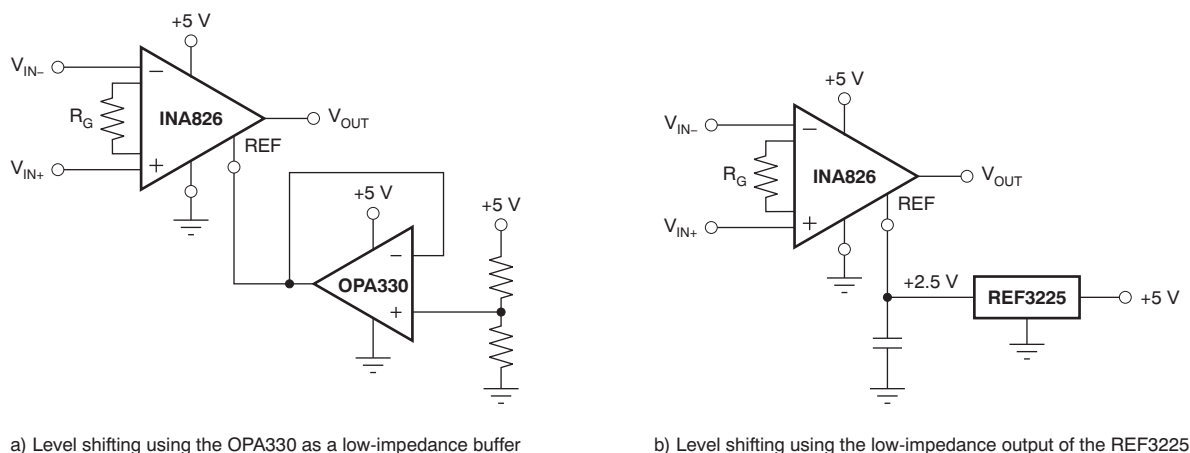 +5 V
V_IN–
–
R_G
INA826
V_OUT
REF
V_IN+
+
+5 V
+5 V
–
OPA330
+
a) Level shifting using the OPA330 as a low-impedance buffer
+5 V
V_IN–
–
R_G
INA826
V_OUT
REF
V_IN+
+
+2.5 V
REF3225
+5 V
b) Level shifting using the low-impedance output of the REF3225